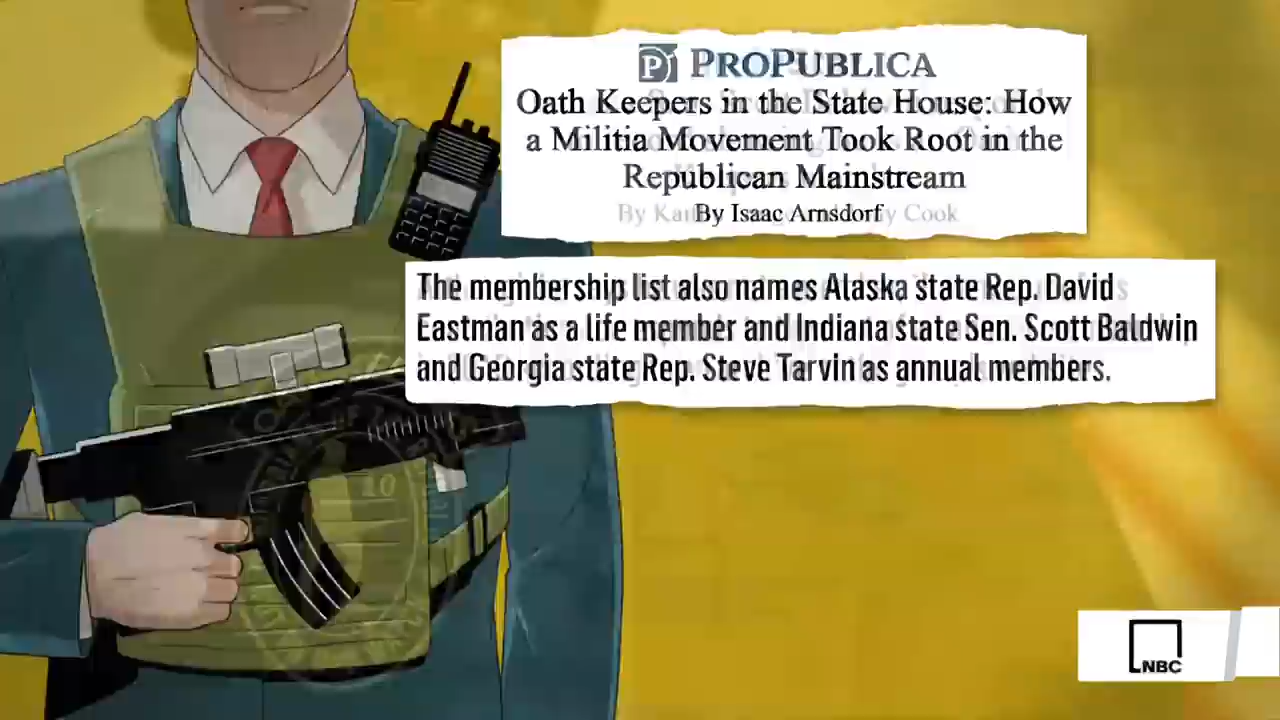 PROPUBLICA
Oath Keepers in the State House: How
a Militia Movement Took Root in the
Republican Mainstream
By Isaac Arnsdorf
The membership list also names Alaska state Rep. David
Eastman as a life member and Indiana state Sen. Scott Baldwin
and Georgia state Rep. Steve Tarvin as annual members.
10
NBC